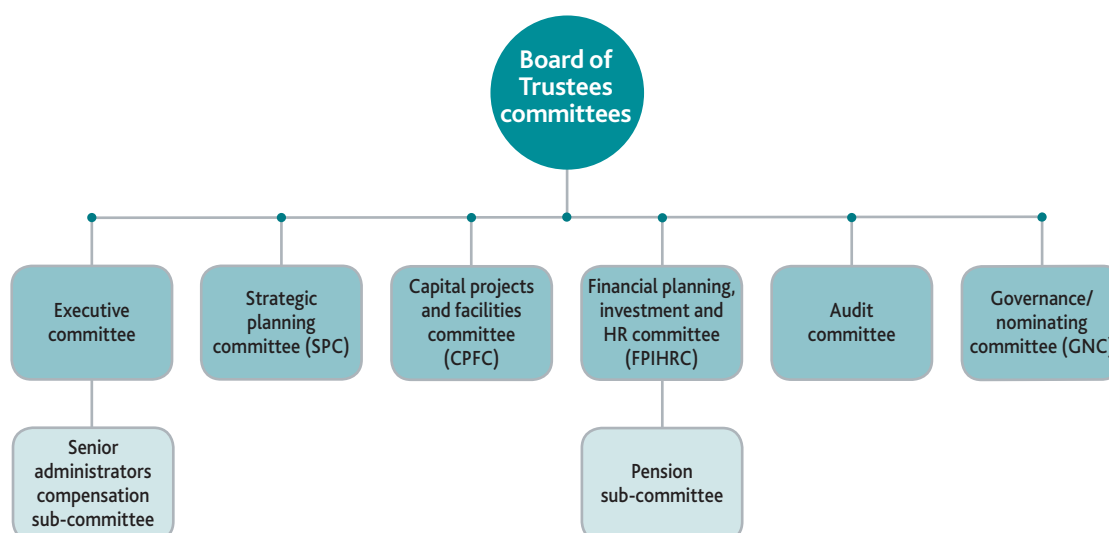 Board of
Trustees
committees
Executive
committee
Strategic
planning
committee (SPC)
Capital projects
and facilities
committee
(CPFC)
Financial planning,
investment and
HR committee
(FPIHRC)
Audit
committee
Governance/
nominating
committee (GNC)
Senior
administrators
compensation
sub-committee
Pension
sub-committee